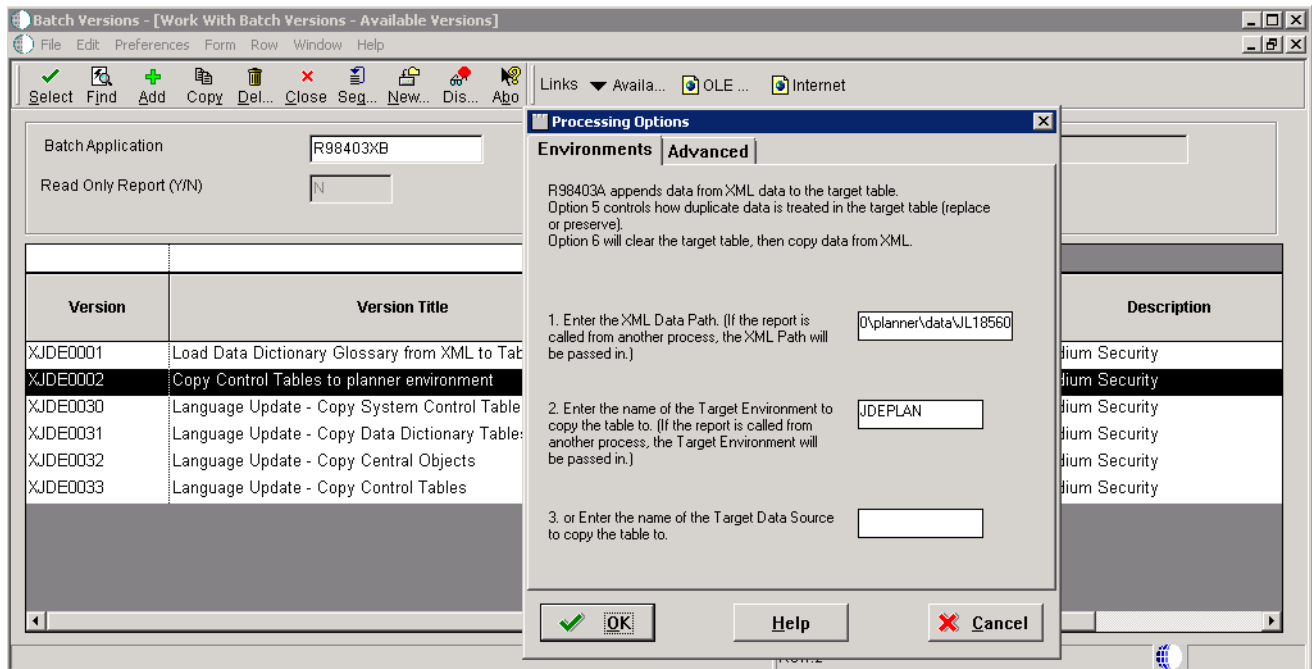 Batch Versions - [Work With Batch Versions - Available Versions]
File Edit Preferences Form Row Window Help
Select Find Add Copy Del... Close Seq... New... Dis... Abo Links Availa... OLE ... Internet
Processing Options
Environments Advanced
Batch Application R98403XB
Read Only Report (Y/N) N
R98403A appends data from XML data to the target table.
Option 5 controls how duplicate data is treated in the target table (replace
or preserve).
Option 6 will clear the target table, then copy data from XML.
1. Enter the XML Data Path. (If the report is
called from another process, the XML Path will
be passed in.)
0\planner\data\JL18560
2. Enter the name of the Target Environment to
copy the table to. (If the report is called from
another process, the Target Environment will
be passed in.)
JDEPLAN
3. or Enter the name of the Target Data Source
to copy the table to.
OK Help Cancel
Version Version Title Description
XJDE0001 Load Data Dictionary Glossary from XML to Tab dium Security
XJDE0002 Copy Control Tables to planner environment dium Security
XJDE0030 Language Update - Copy System Control Table dium Security
XJDE0031 Language Update - Copy Data Dictionary Tables dium Security
XJDE0032 Language Update - Copy Central Objects dium Security
XJDE0033 Language Update - Copy Control Tables dium Security